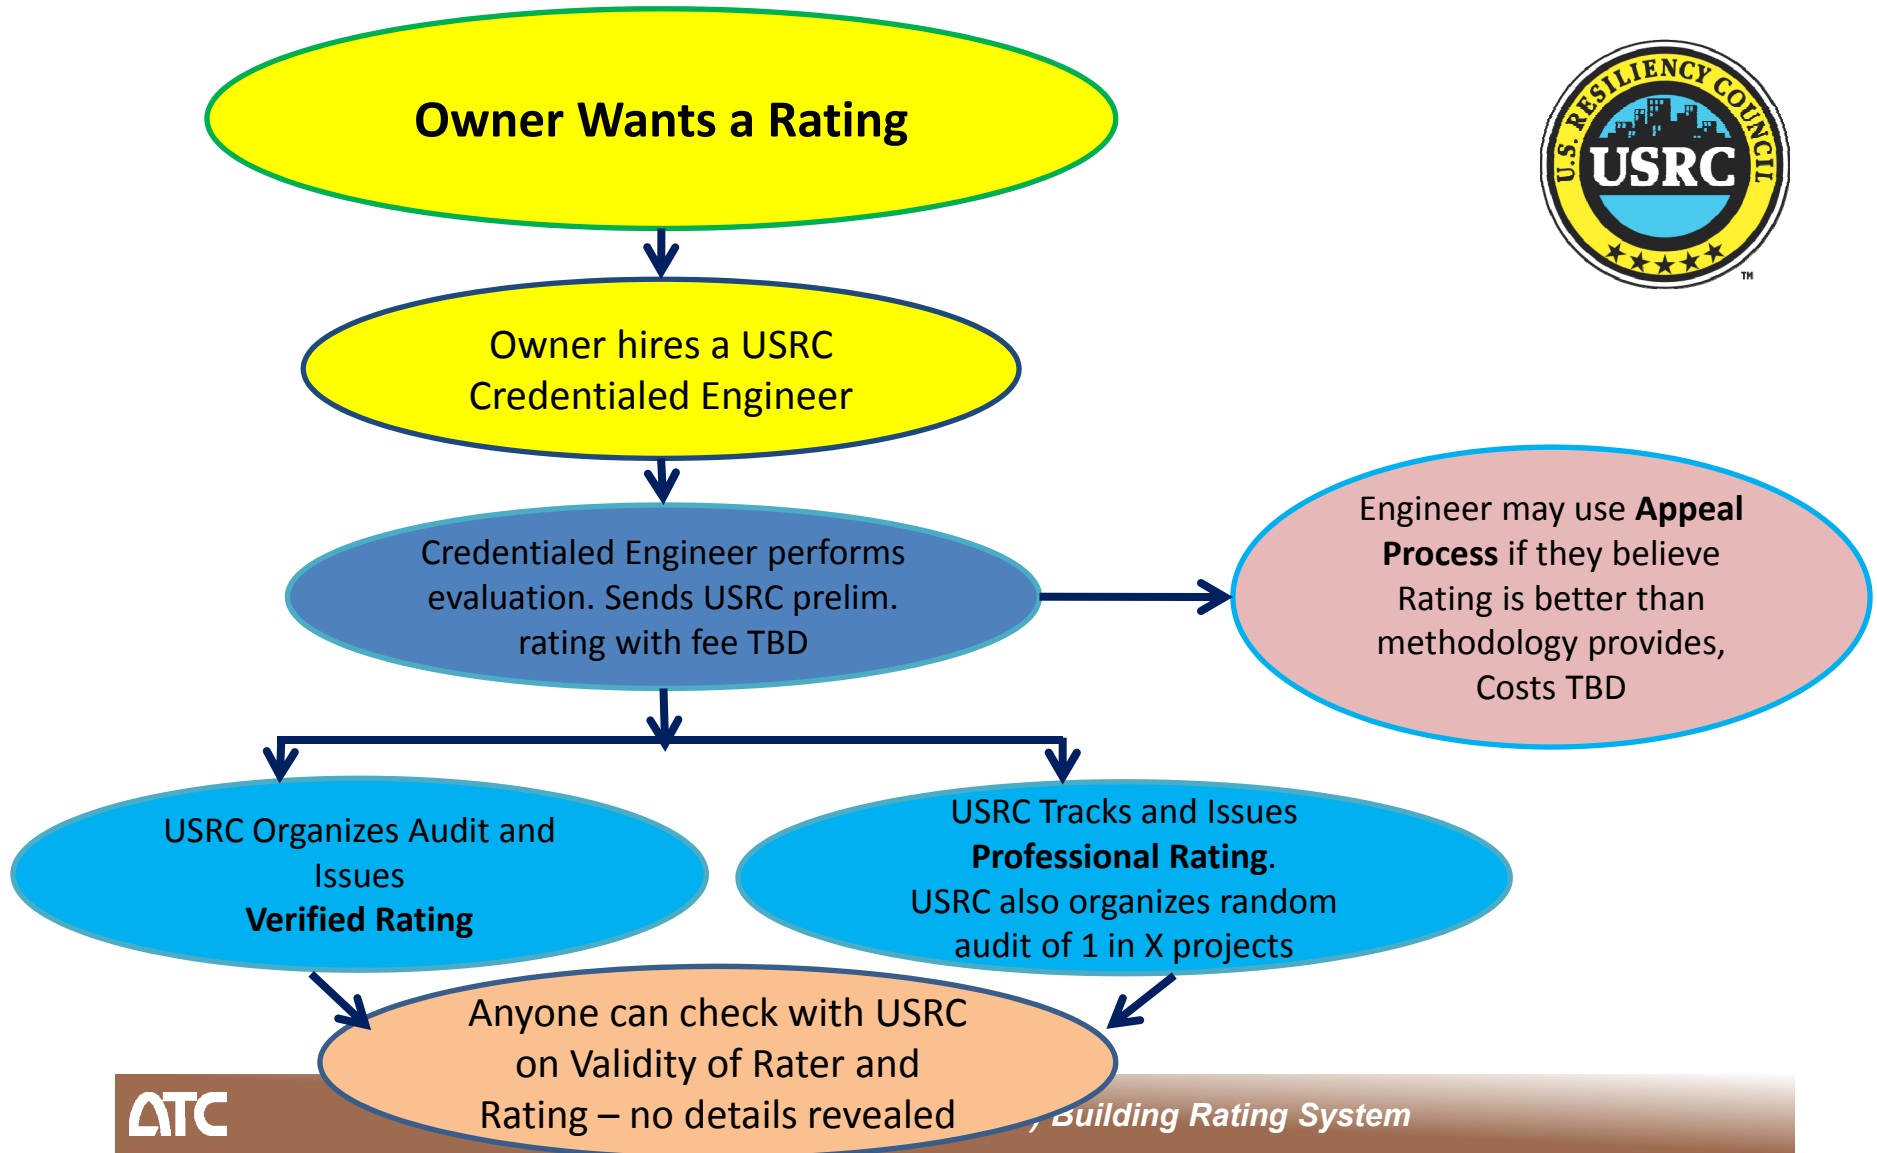 Owner Wants a Rating
U.S. RESILIENCY COUNCIL
USRC
TM
Owner hires a USRC
Credentialed Engineer
Credentialed Engineer performs
evaluation. Sends USRC prelim.
rating with fee TBD
Engineer may use Appeal
Process if they believe
Rating is better than
methodology provides,
Costs TBD
USRC Organizes Audit and
Issues
Verified Rating
USRC Tracks and Issues
Professional Rating.
USRC also organizes random
audit of 1 in X projects
Anyone can check with USRC
on Validity of Rater and
Rating – no details revealed
ATC
) Building Rating System